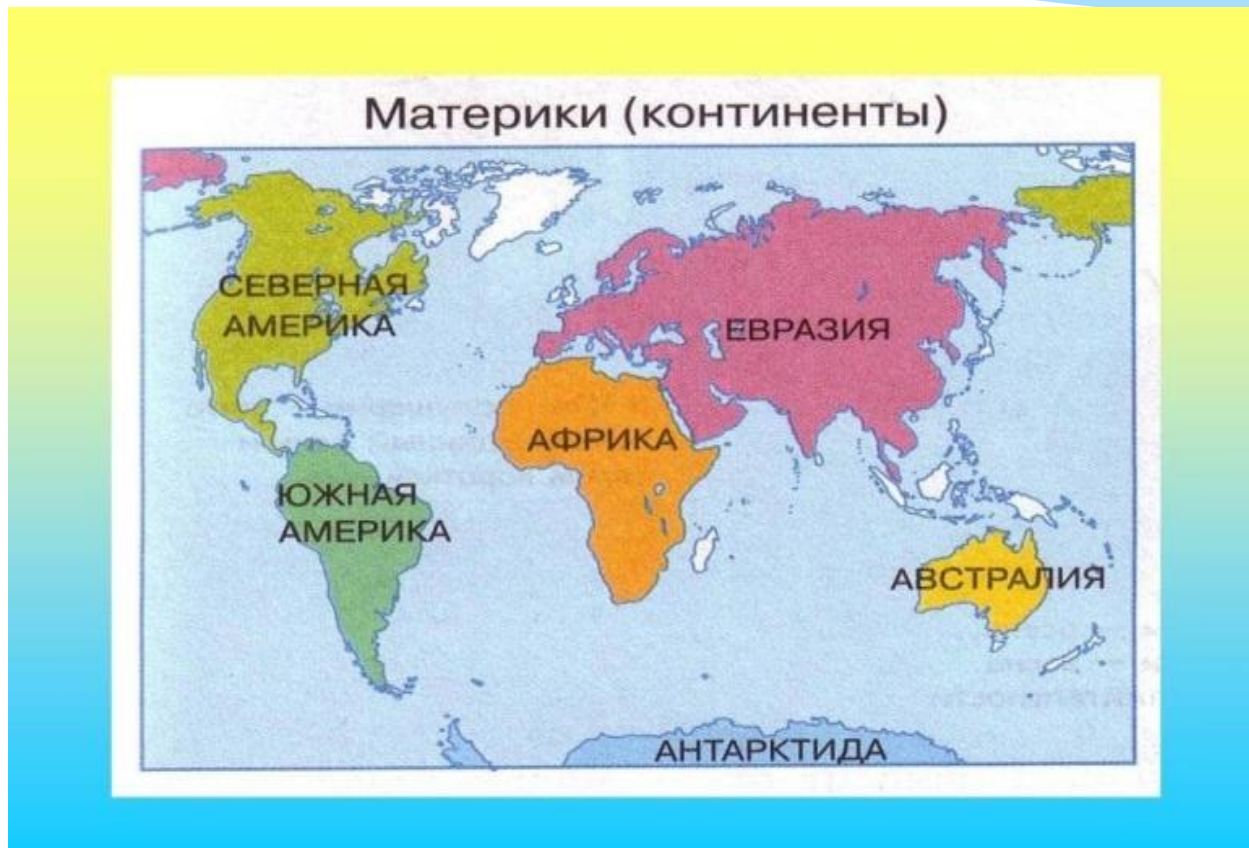 Материки (континенты)
СЕВЕРНАЯ
АМЕРИКА
ЕВРАЗИЯ
АФРИКА
ЮЖНАЯ
АМЕРИКА
АВСТРАЛИЯ
АНТАРКТИДА